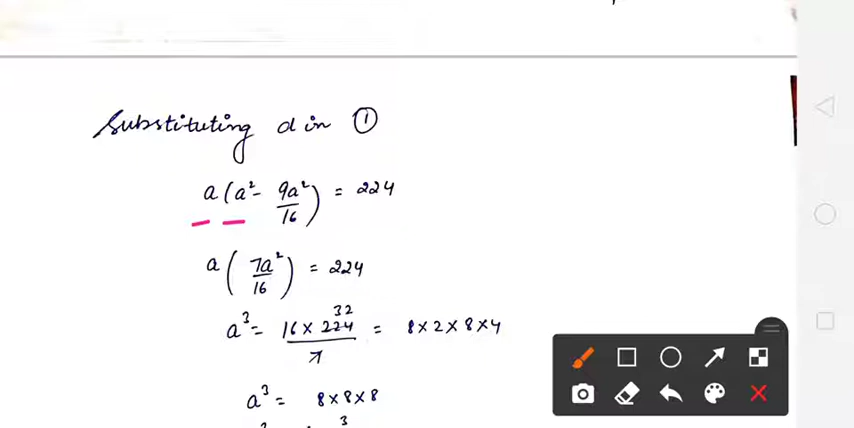 Substituting d in ①
a(a² - 9a²/16) = 224
a(7a²/16) = 224
a³ = 16 × 224/7 = 8 × 2 × 8 × 4
32
a³ = 8 × 8 × 8